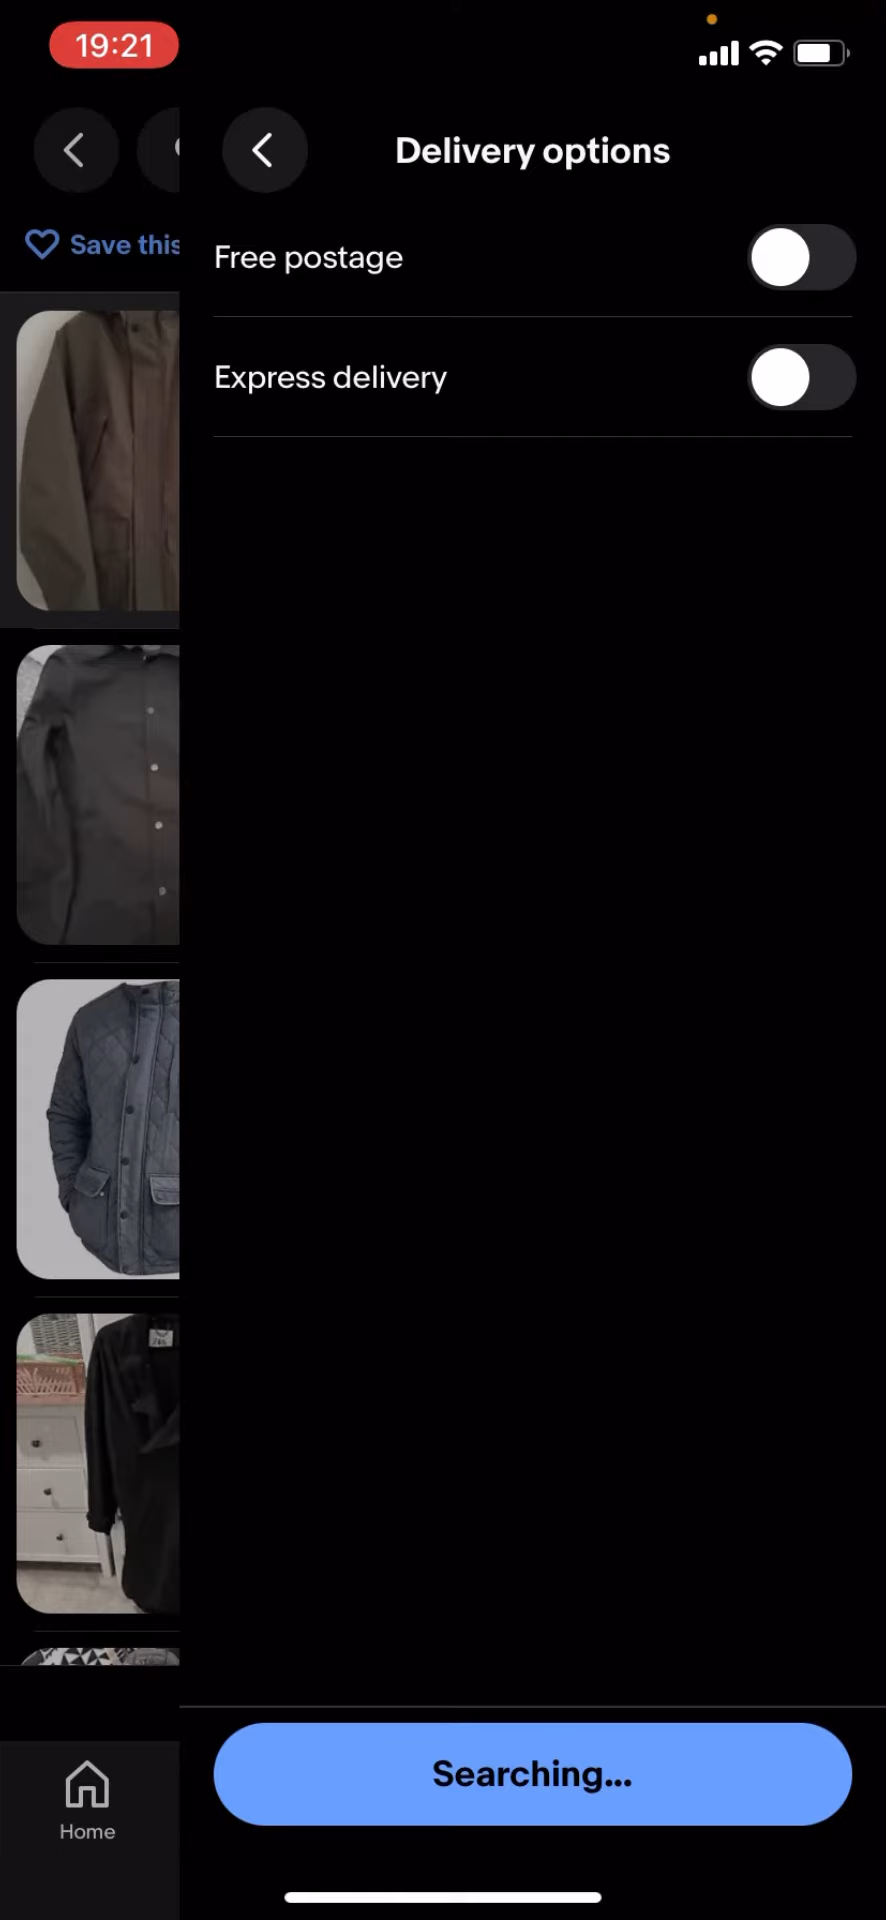 19:21
Delivery options
Save this
Free postage
Express delivery
Searching...
Home